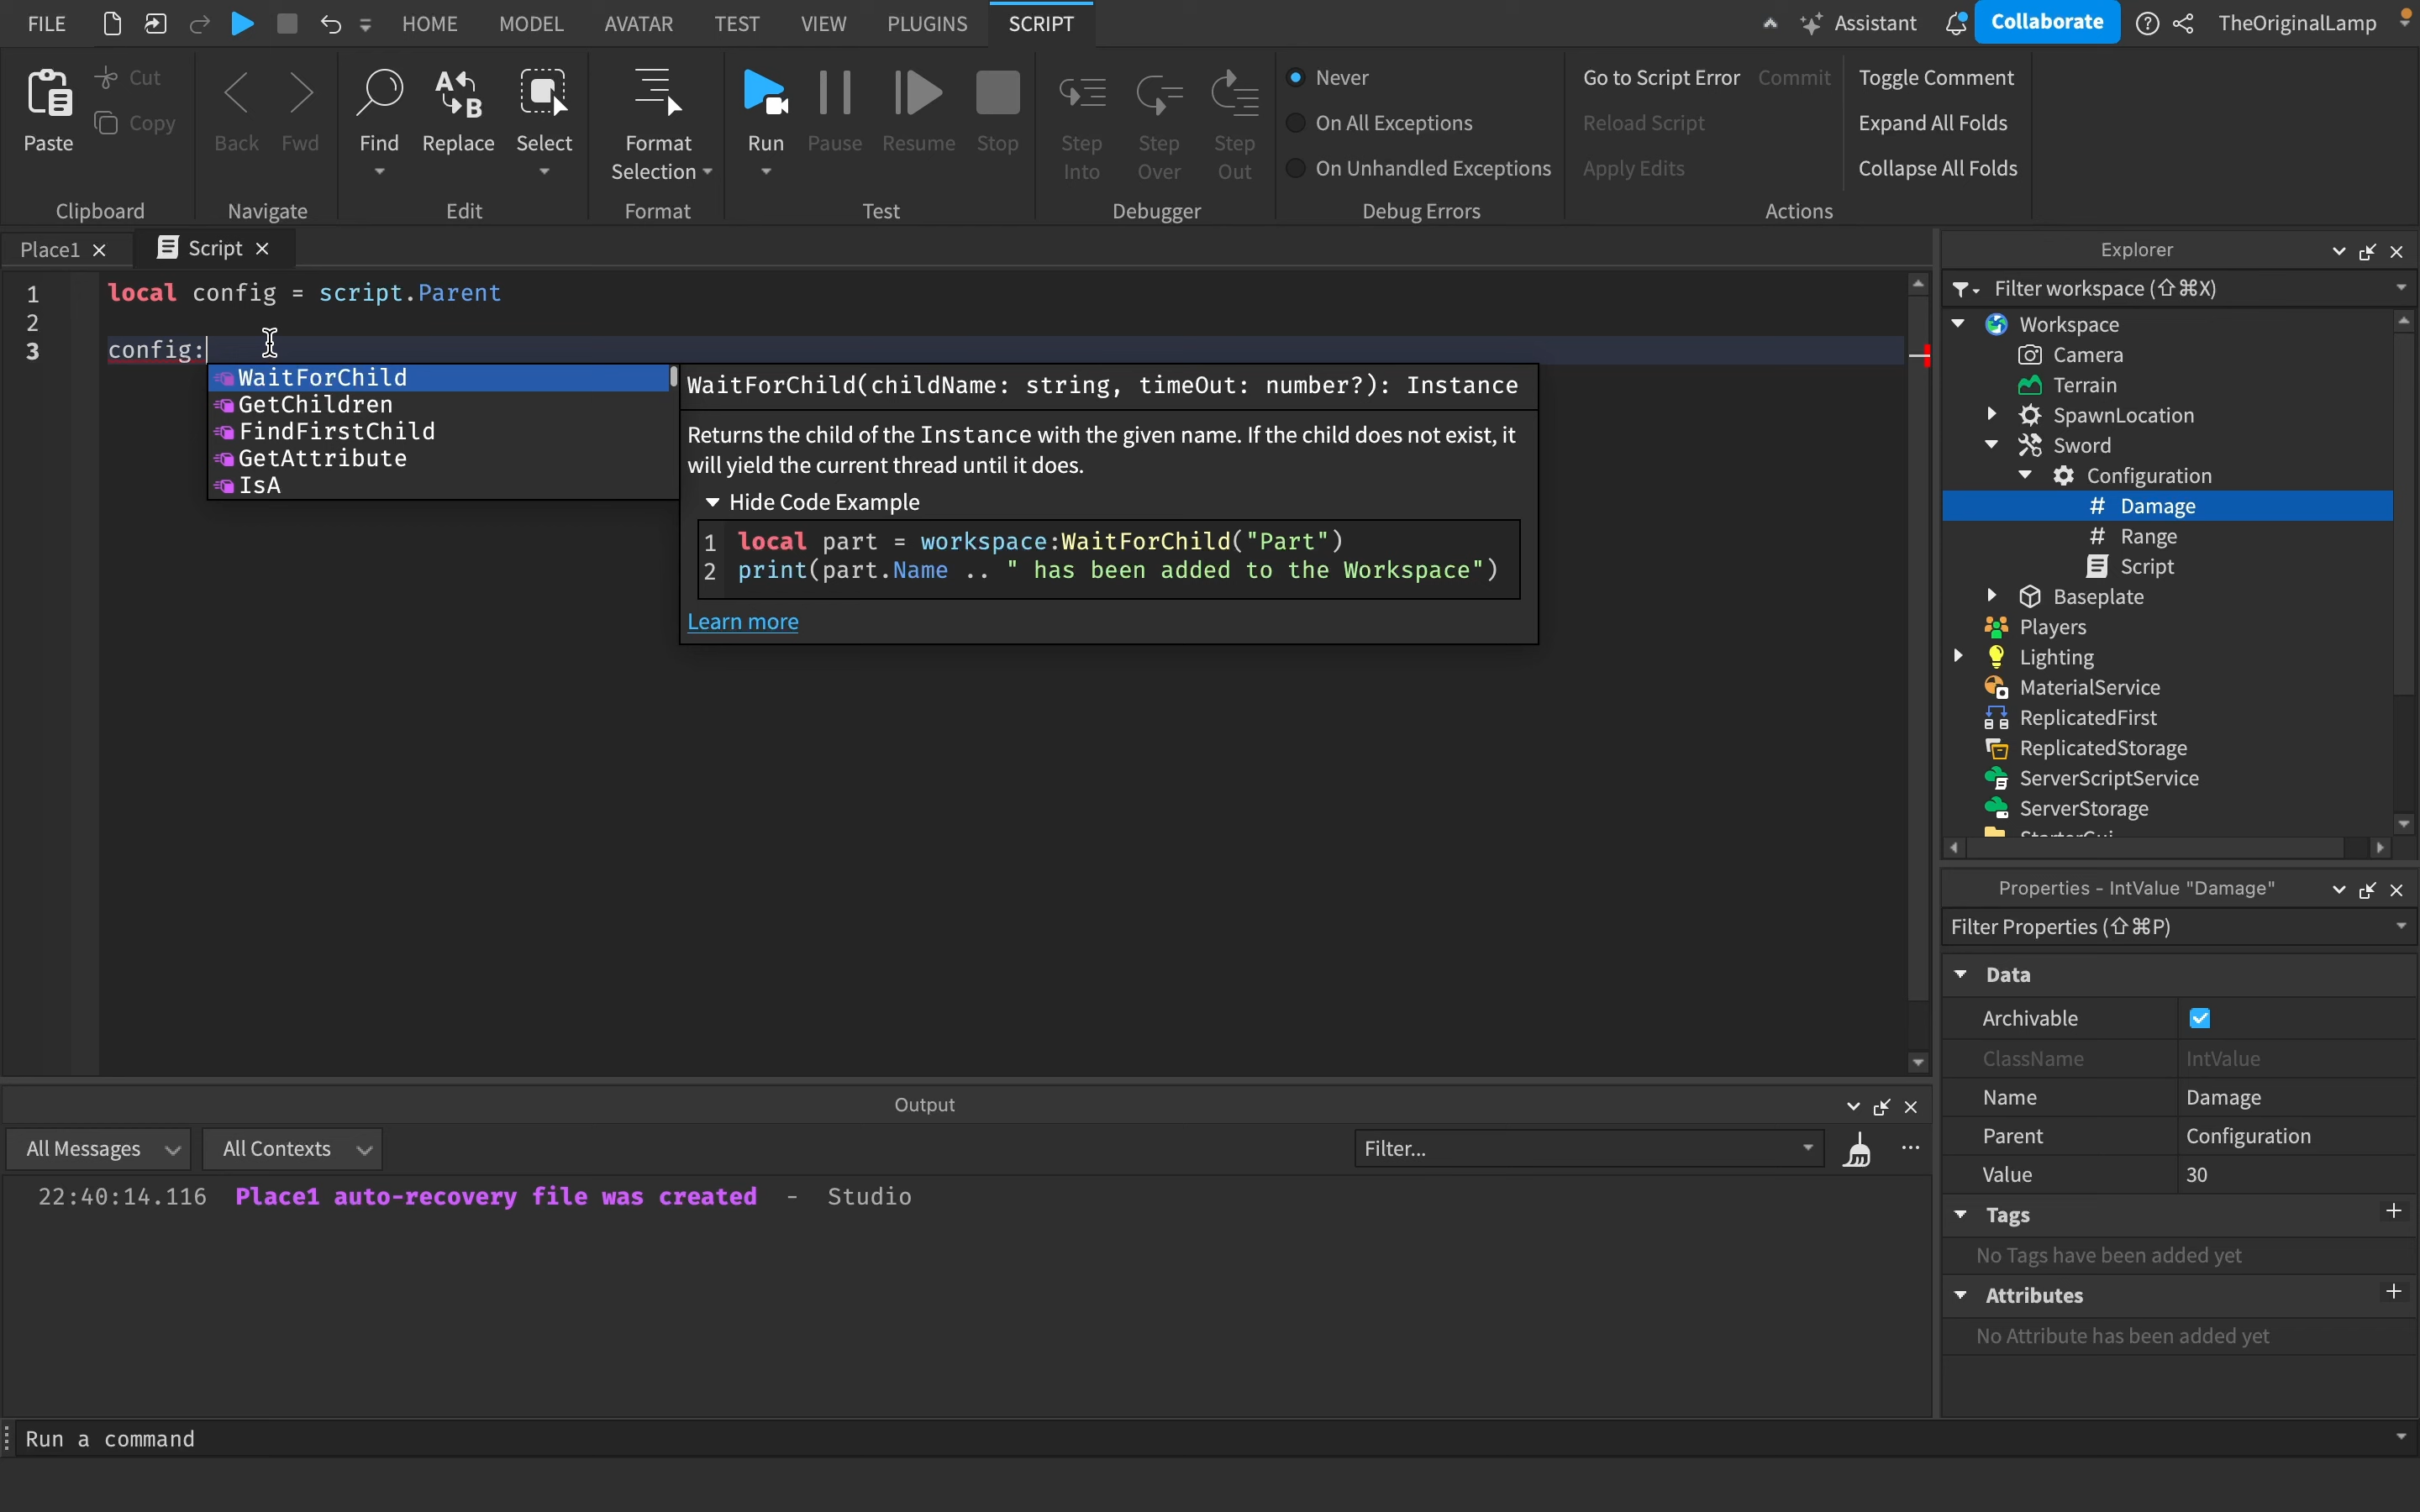 FILE HOME MODEL AVATAR TEST VIEW PLUGINS SCRIPT Assistant Collaborate TheOriginalLamp
Paste Cut Copy
Clipboard
Back Fwd
Navigate
Find Replace Select
Edit
Format Selection
Format
Run Pause Resume Stop
Test
Step Into Step Over Step Out
Debugger
Never
On All Exceptions
On Unhandled Exceptions
Debug Errors
Go to Script Error Commit
Reload Script
Apply Edits
Toggle Comment
Expand All Folds
Collapse All Folds
Actions
Place1 Script
1 local config = script.Parent
2
3 config:
WaitForChild
GetChildren
FindFirstChild
GetAttribute
IsA
WaitForChild(childName: string, timeOut: number?): Instance
Returns the child of the Instance with the given name. If the child does not exist, it
will yield the current thread until it does.
Hide Code Example
1 local part = workspace:WaitForChild("Part")
2 print(part.Name .. " has been added to the Workspace")
Learn more
Explorer
Filter workspace (⇧⌘X)
Workspace
Camera
Terrain
SpawnLocation
Sword
Configuration
# Damage
# Range
Script
Baseplate
Players
Lighting
MaterialService
ReplicatedFirst
ReplicatedStorage
ServerScriptService
ServerStorage
Properties - IntValue "Damage"
Filter Properties (⇧⌘P)
Data
Archivable
ClassName IntValue
Name Damage
Parent Configuration
Value 30
Tags +
No Tags have been added yet
Attributes +
No Attribute has been added yet
Output
All Messages All Contexts Filter... ...
22:40:14.116 Place1 auto-recovery file was created - Studio
Run a command